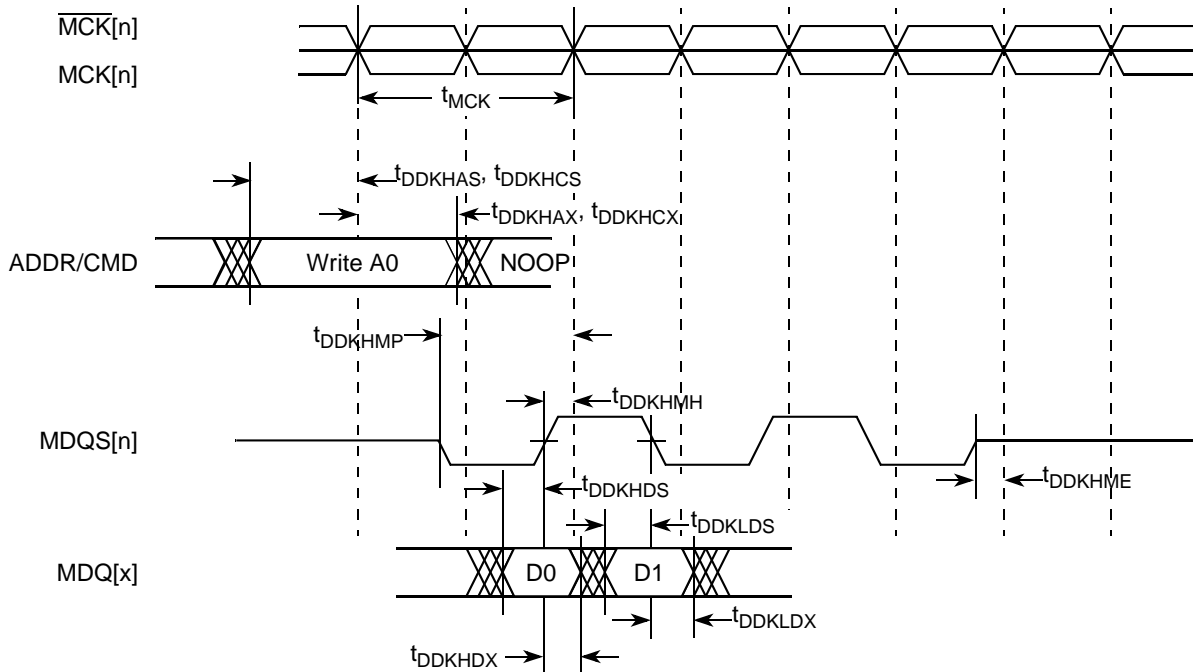 MCK[n]
MCK[n]
tMCK
tDDKHAS, tDDKHCS
tDDKHAX, tDDKHCX
ADDR/CMD
Write A0
NOOP
tDDKHMP
tDDKHMH
MDQS[n]
tDDKHDS
tDDKHME
tDDKLDS
MDQ[x]
D0
D1
tDDKLDX
tDDKHDX